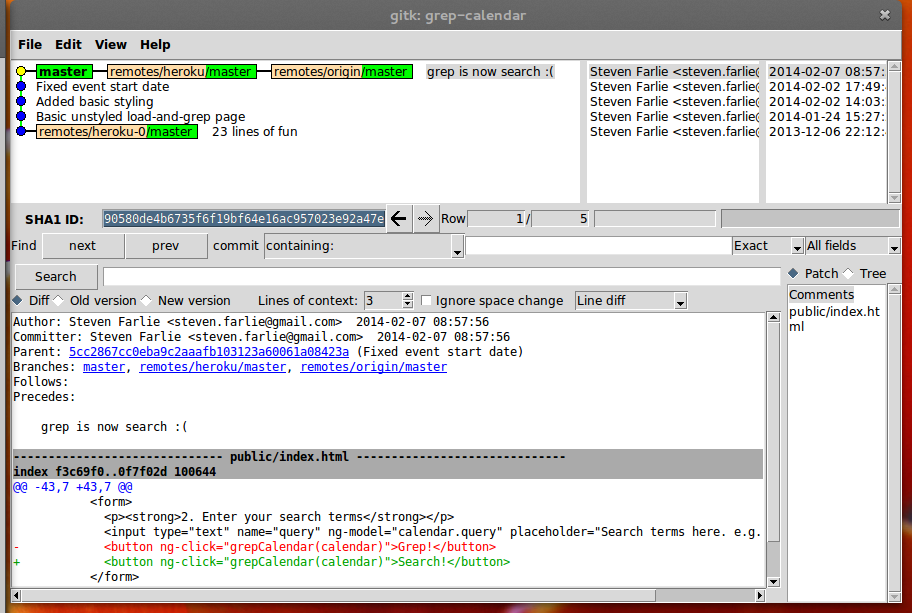 gitk: grep-calendar
File Edit View Help
master remotes/heroku/master remotes/origin/master grep is now search :( Steven Farlie <steven.farlie@ 2014-02-07 08:57:
Fixed event start date Steven Farlie <steven.farlie@ 2014-02-02 17:49:
Added basic styling Steven Farlie <steven.farlie@ 2014-02-02 14:03:
Basic unstyled load-and-grep page Steven Farlie <steven.farlie@ 2014-01-24 15:27:
remotes/heroku-0/master 23 lines of fun Steven Farlie <steven.farlie@ 2013-12-06 22:12:
SHA1 ID: 90580de4b6735f6f19bf64e16ac957023e92a47e Row 1/ 5
Find next prev commit containing: Exact All fields
Search
Patch Tree
Diff Old version New version Lines of context: 3 Ignore space change Line diff
Comments
public/index.ht
ml
Author: Steven Farlie <steven.farlie@gmail.com> 2014-02-07 08:57:56
Committer: Steven Farlie <steven.farlie@gmail.com> 2014-02-07 08:57:56
Parent: 5cc2867cc0eba9c2aaafb103123a60061a08423a (Fixed event start date)
Branches: master, remotes/heroku/master, remotes/origin/master
Follows:
Precedes:
grep is now search :(
------------------------------ public/index.html ------------------------------
index f3c69f0..0f7f02d 100644
@@ -43,7 +43,7 @@
<form>
<p><strong>2. Enter your search terms</strong></p>
<input type="text" name="query" ng-model="calendar.query" placeholder="Search terms here. e.g.
- <button ng-click="grepCalendar(calendar)">Grep!</button>
+ <button ng-click="grepCalendar(calendar)">Search!</button>
</form>